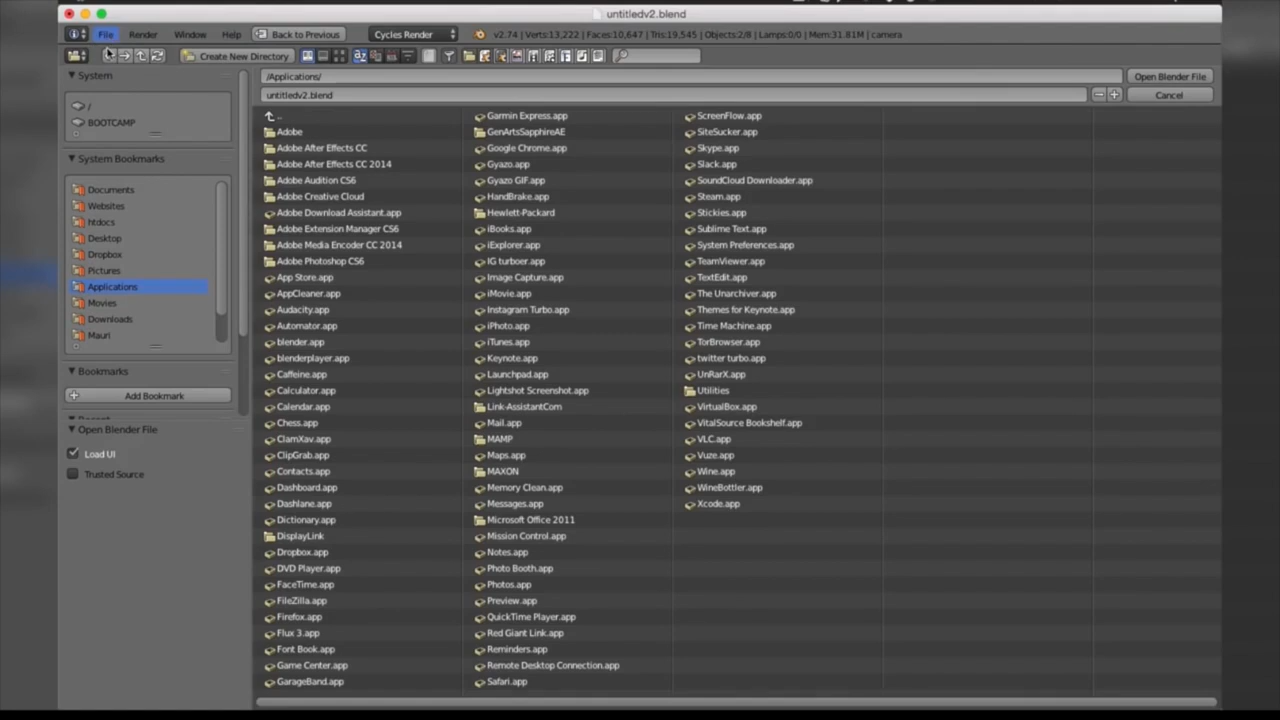 untitledv2.blend
File Render Window Help Back to Previous Cycles Render v2.74 | Verts:13,222 | Faces:10,647 | Tris:19,545 | Objects:2/8 | Lamps:0/0 | Mem:31.81M | camera
Create New Directory
System
/
BOOTCAMP
System Bookmarks
Documents
Websites
htdocs
Desktop
Dropbox
Pictures
Applications
Movies
Downloads
Mauri
Bookmarks
Add Bookmark
Recent
Open Blender File
Load UI
Trusted Source
/Applications/
Open Blender File
untitledv2.blend
Cancel
..
Adobe
Adobe After Effects CC
Adobe After Effects CC 2014
Adobe Audition CS6
Adobe Creative Cloud
Adobe Download Assistant.app
Adobe Extension Manager CS6
Adobe Media Encoder CC 2014
Adobe Photoshop CS6
App Store.app
AppCleaner.app
Audacity.app
Automator.app
blender.app
blenderplayer.app
Caffeine.app
Calculator.app
Calendar.app
Chess.app
ClamXav.app
ClipGrab.app
Contacts.app
Dashboard.app
Dashlane.app
Dictionary.app
DisplayLink
Dropbox.app
DVD Player.app
FaceTime.app
FileZilla.app
Firefox.app
Flux 3.app
Font Book.app
Game Center.app
GarageBand.app
Garmin Express.app
GenArtsSapphireAE
Google Chrome.app
Gyazo.app
Gyazo GIF.app
HandBrake.app
Hewlett-Packard
iBooks.app
iExplorer.app
IG turboer.app
Image Capture.app
iMovie.app
Instagram Turbo.app
iPhoto.app
iTunes.app
Keynote.app
Launchpad.app
Lightshot Screenshot.app
Link-AssistantCom
Mail.app
MAMP
Maps.app
MAXON
Memory Clean.app
Messages.app
Microsoft Office 2011
Mission Control.app
Notes.app
Photo Booth.app
Photos.app
Preview.app
QuickTime Player.app
Red Giant Link.app
Reminders.app
Remote Desktop Connection.app
Safari.app
ScreenFlow.app
SiteSucker.app
Skype.app
Slack.app
SoundCloud Downloader.app
Steam.app
Stickies.app
Sublime Text.app
System Preferences.app
TeamViewer.app
TextEdit.app
The Unarchiver.app
Themes for Keynote.app
Time Machine.app
TorBrowser.app
twitter turbo.app
UnRarX.app
Utilities
VirtualBox.app
VitalSource Bookshelf.app
VLC.app
Vuze.app
Wine.app
WineBottler.app
Xcode.app